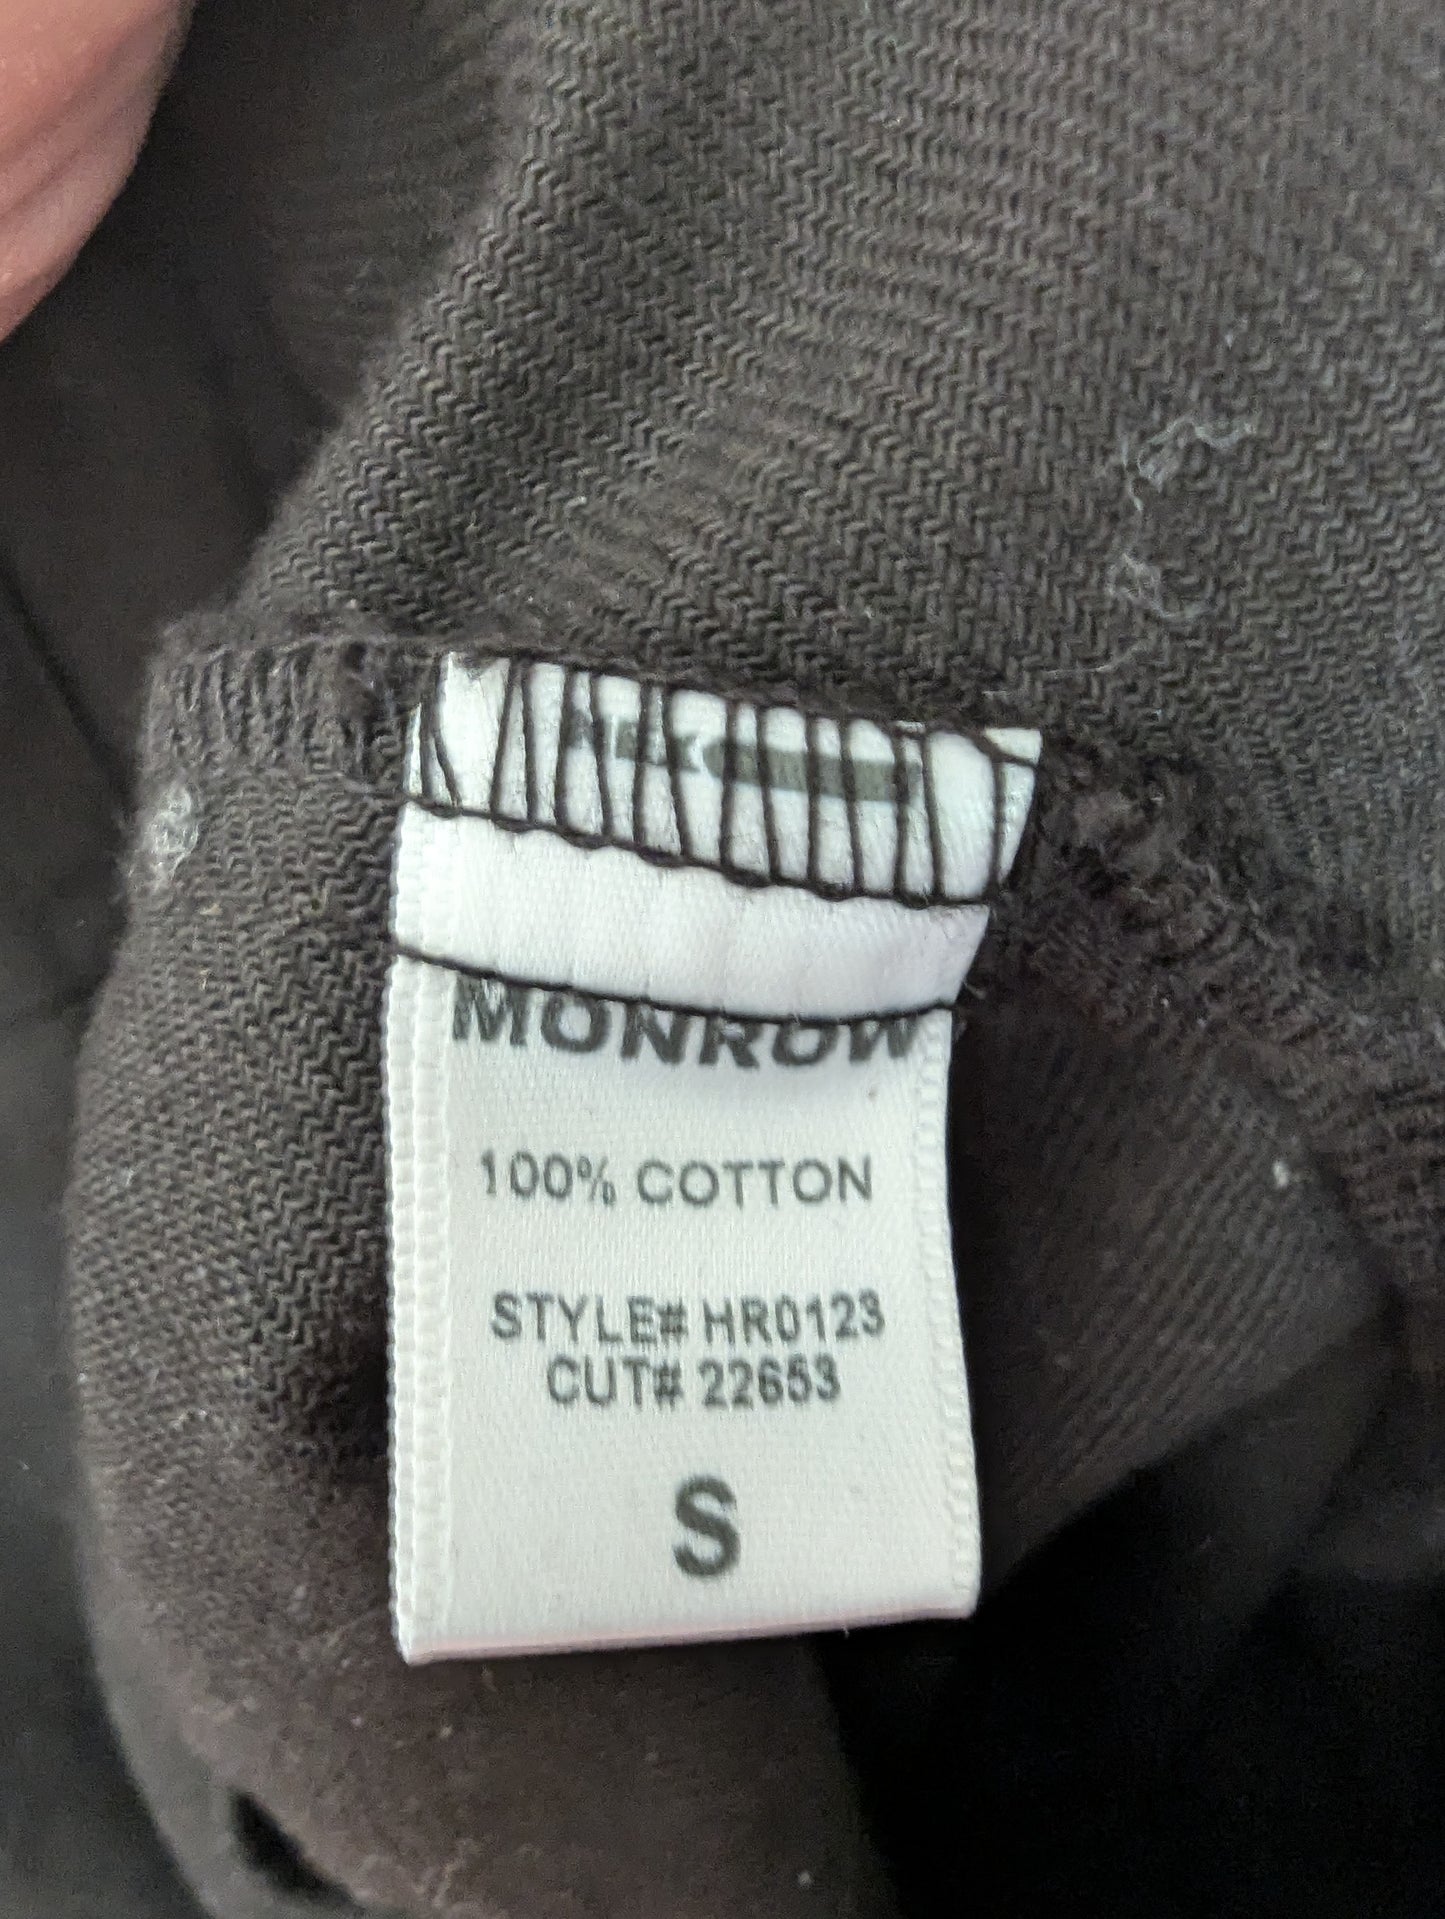 MONROW
100% COTTON
STYLE# HR0123
CUT# 22653
S